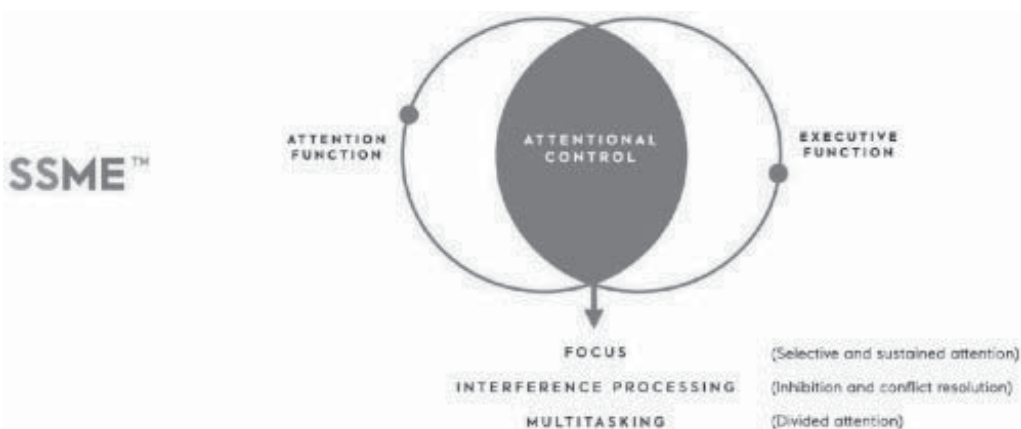 SSME™
ATTENTION
FUNCTION
ATTENTIONAL
CONTROL
EXECUTIVE
FUNCTION
FOCUS (Selective and sustained attention)
INTERFERENCE PROCESSING (Inhibition and conflict resolution)
MULTITASKING (Divided attention)